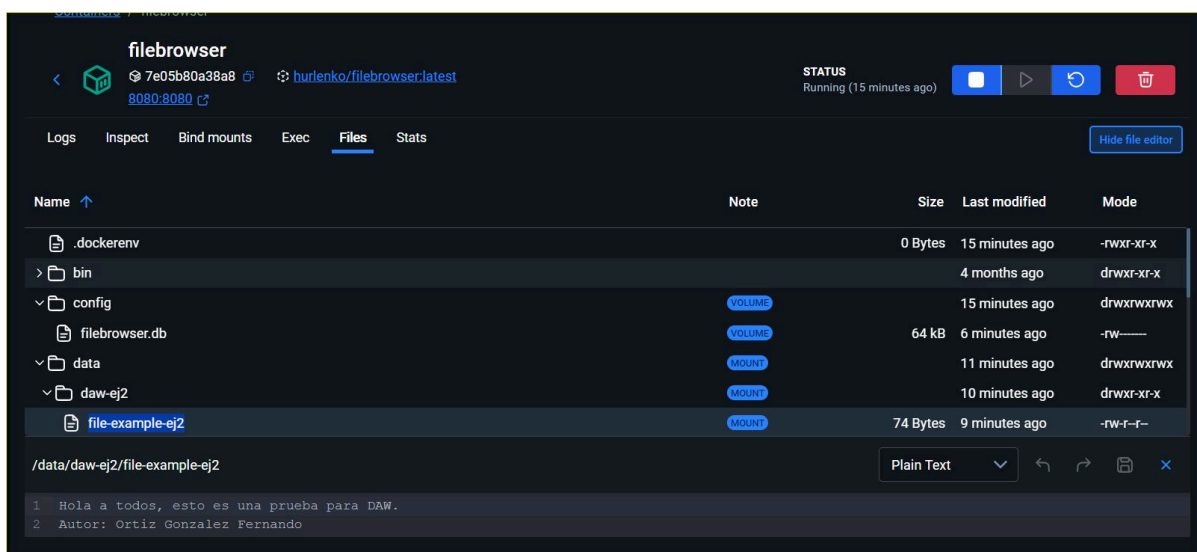 Containers / filebrowser
filebrowser
7e05b80a38a8 hurlenko/filebrowser:latest
8080:8080
STATUS
Running (15 minutes ago)
Logs Inspect Bind mounts Exec Files Stats
Hide file editor
Name Note Size Last modified Mode
.dockerenv 0 Bytes 15 minutes ago -rwxr-xr-x
bin 4 months ago drwxr-xr-x
config VOLUME 15 minutes ago drwxrwxrwx
filebrowser.db VOLUME 64 kB 6 minutes ago -rw-------
data MOUNT 11 minutes ago drwxrwxrwx
daw-ej2 MOUNT 10 minutes ago drwxr-xr-x
file-example-ej2 MOUNT 74 Bytes 9 minutes ago -rw-r--r--
/data/daw-ej2/file-example-ej2 Plain Text
1 Hola a todos, esto es una prueba para DAW.
2 Autor: Ortiz Gonzalez Fernando